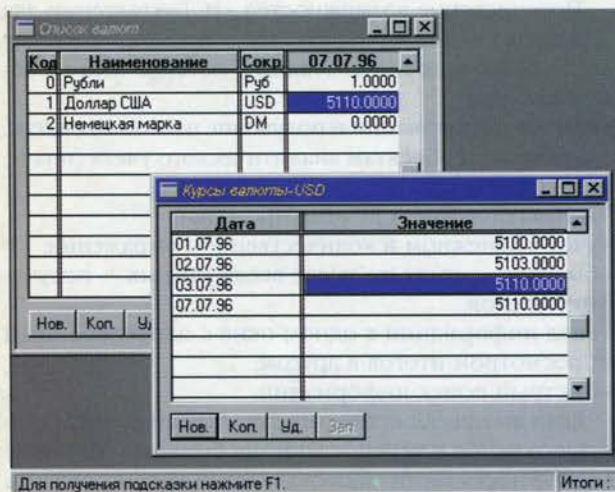 Список валют
Код Наименование Сокр. 07.07.96
0 Рубли Руб 1.0000
1 Доллар США USD 5110.0000
2 Немецкая марка DM 0.0000
Нов. Коп. Уд.
Курсы валюты-USD
Дата Значение
01.07.96 5100.0000
02.07.96 5103.0000
03.07.96 5110.0000
07.07.96 5110.0000
Нов. Коп. Уд. Зап.
Для получения подсказки нажмите F1. Итоги :